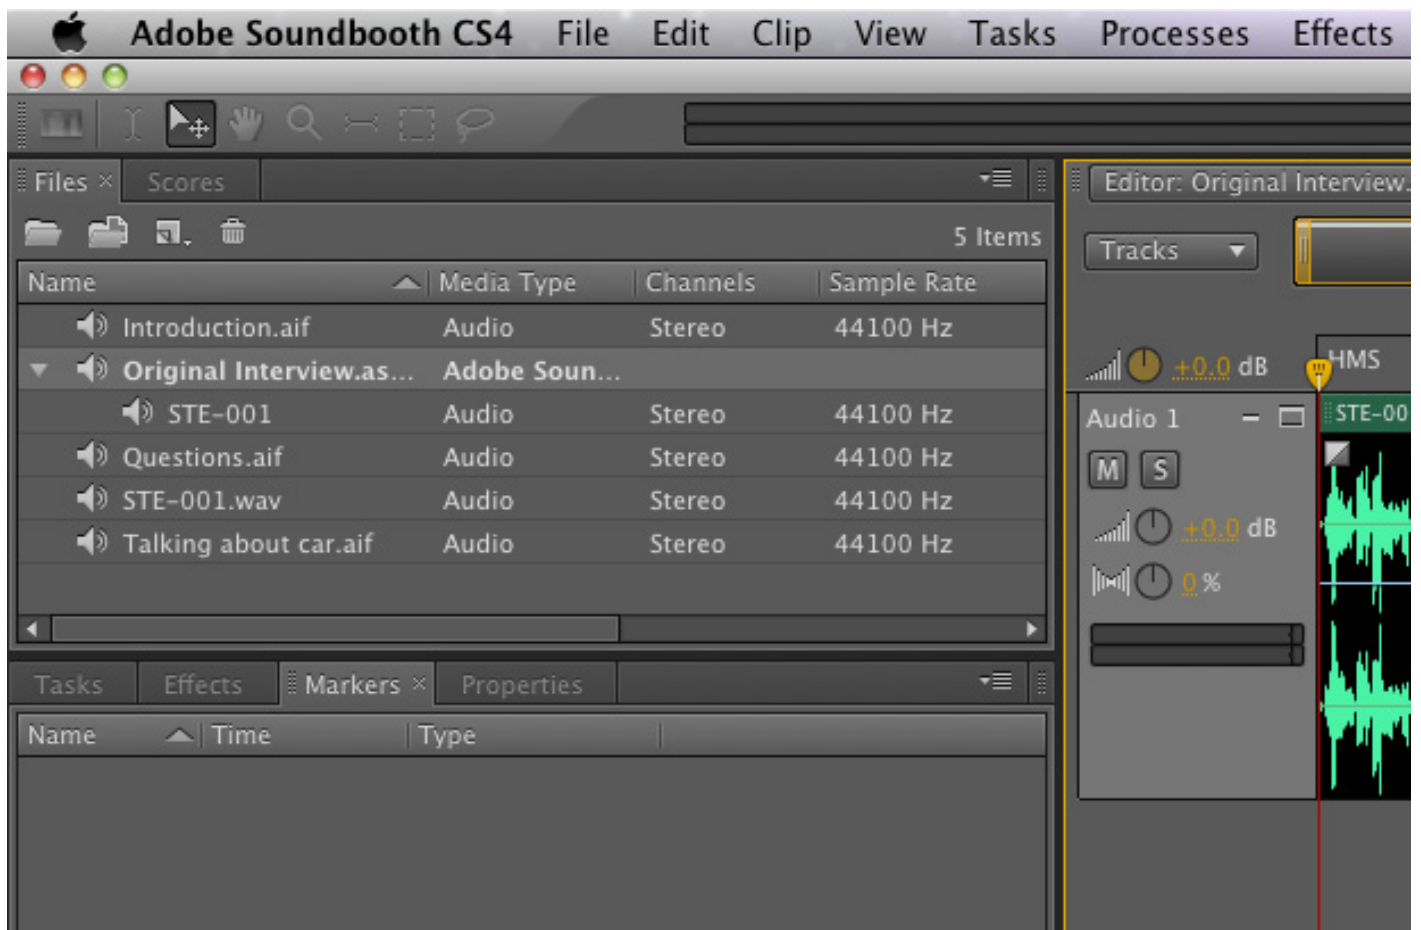 Adobe Soundbooth CS4 File Edit Clip View Tasks Processes Effects
Files × Scores
Editor: Original Interview.
5 Items
Tracks
Name Media Type Channels Sample Rate
Introduction.aif Audio Stereo 44100 Hz
Original Interview.as... Adobe Soun...
STE-001 Audio Stereo 44100 Hz
Questions.aif Audio Stereo 44100 Hz
STE-001.wav Audio Stereo 44100 Hz
Talking about car.aif Audio Stereo 44100 Hz
+0.0 dB
HMS
Audio 1
STE-00
M S
+0.0 dB
0 %
Tasks Effects Markers × Properties
Name Time Type